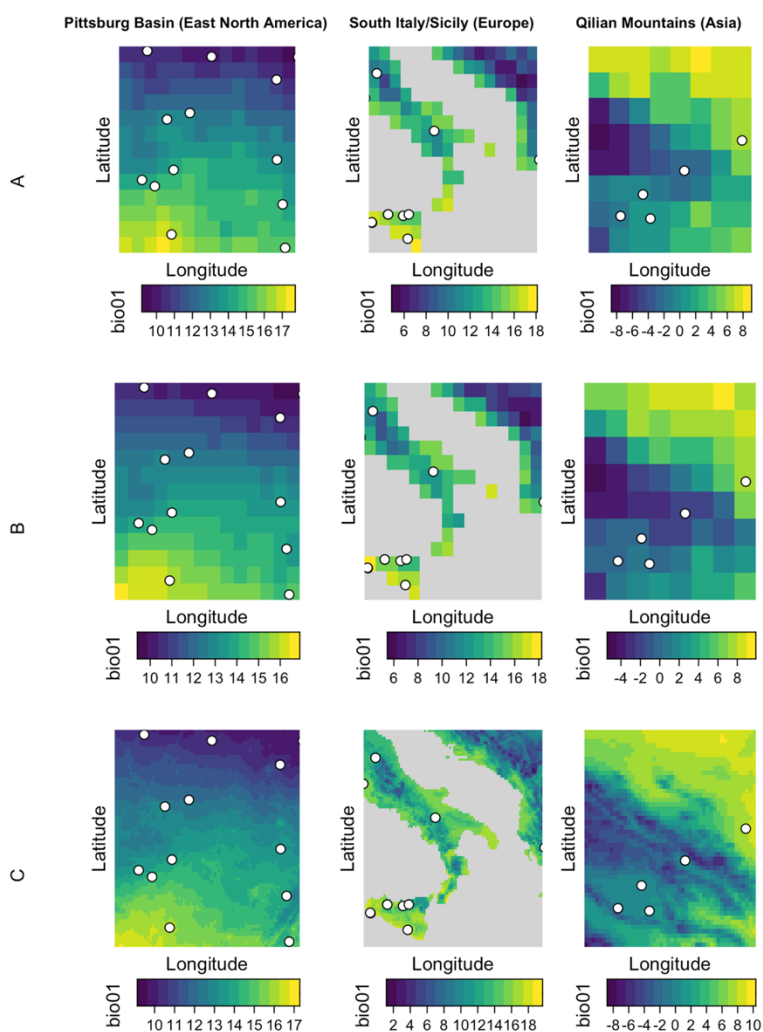 Pittsburg Basin (East North America) South Italy/Sicily (Europe) Qilian Mountains (Asia)
A
Latitude Latitude Latitude
Longitude Longitude Longitude
bio01 bio01 bio01
10 11 12 13 14 15 16 17 6 8 10 12 14 16 18 -8 -6 -4 -2 0 2 4 6 8
B
Latitude Latitude Latitude
Longitude Longitude Longitude
bio01 bio01 bio01
10 11 12 13 14 15 16 6 8 10 12 14 16 18 -4 -2 0 2 4 6 8
C
Latitude Latitude Latitude
Longitude Longitude Longitude
bio01 bio01 bio01
10 11 12 13 14 15 16 17 2 4 6 8 10 12 14 16 18 -8 -6 -4 -2 0 2 4 6 8 10